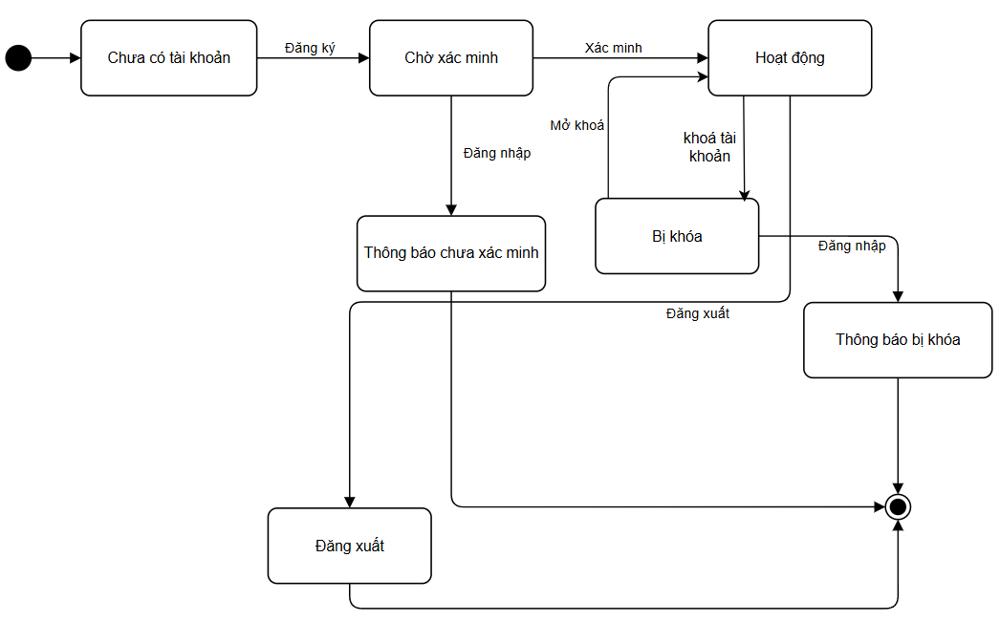 Chưa có tài khoản
Đăng ký
Chờ xác minh
Xác minh
Hoạt động
Mở khoá
khoá tài
khoản
Đăng nhập
Thông báo chưa xác minh
Bị khóa
Đăng nhập
Đăng xuất
Thông báo bị khóa
Đăng xuất